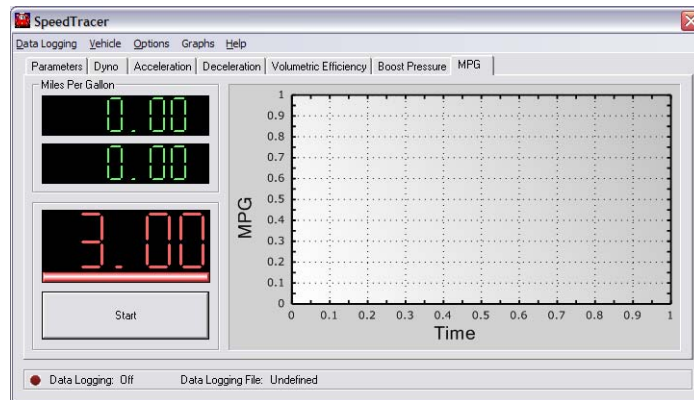 SpeedTracer
Data Logging Vehicle Options Graphs Help
Parameters Dyno Acceleration Deceleration Volumetric Efficiency Boost Pressure MPG
Miles Per Gallon
0.00
0.00
3.00
Start
MPG
1
0.9
0.8
0.7
0.6
0.5
0.4
0.3
0.2
0.1
0
0 0.1 0.2 0.3 0.4 0.5 0.6 0.7 0.8 0.9 1
Time
Data Logging: Off Data Logging File: Undefined